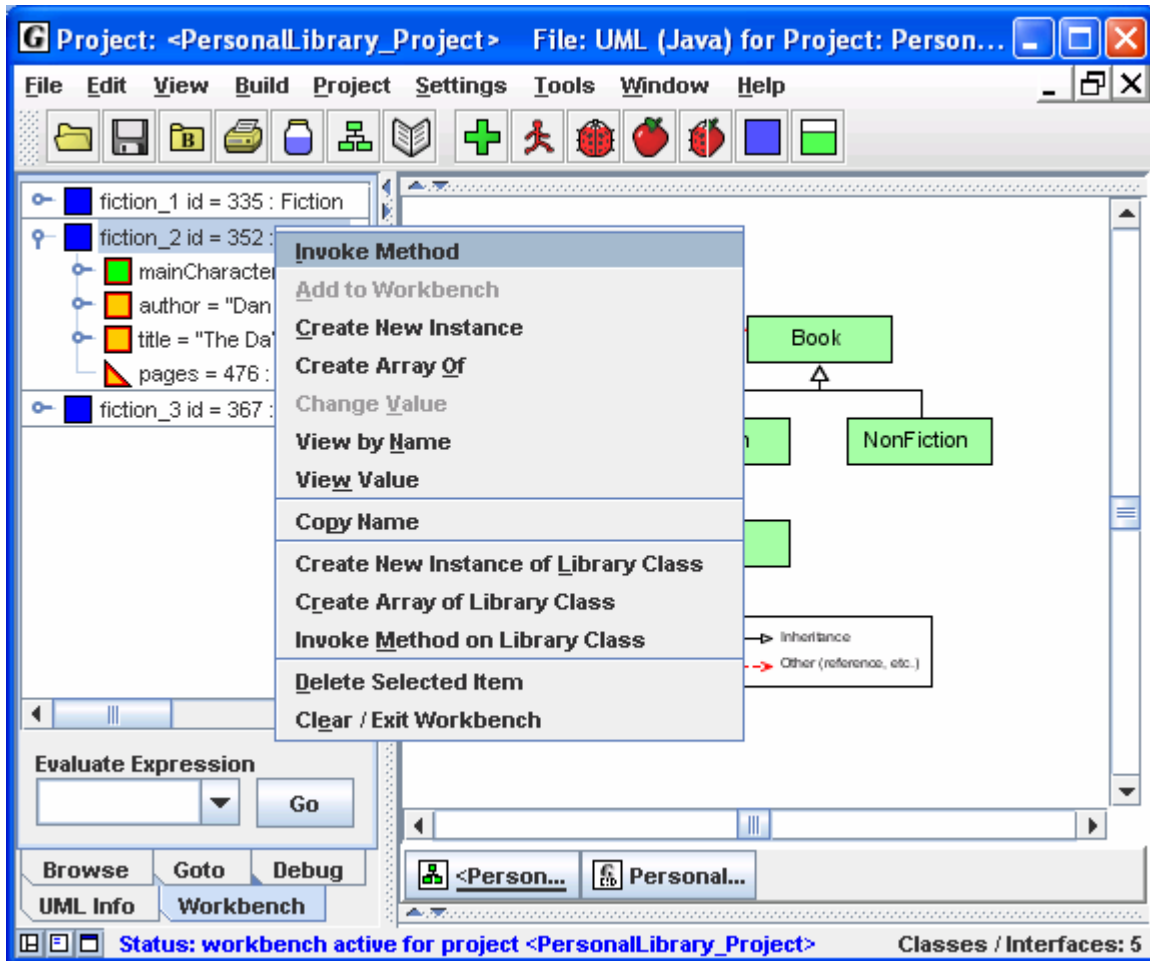 G Project: <PersonalLibrary_Project> File: UML (Java) for Project: Person...
File Edit View Build Project Settings Tools Window Help
B
fiction_1 id = 335 : Fiction
fiction_2 id = 352 :
mainCharacter
author = "Dan
title = "The Da
pages = 476 :
fiction_3 id = 367 :
Invoke Method
Add to Workbench
Create New Instance
Create Array Of
Change Value
View by Name
View Value
Copy Name
Create New Instance of Library Class
Create Array of Library Class
Invoke Method on Library Class
Delete Selected Item
Clear / Exit Workbench
Book
NonFiction
Inheritance
Other (reference, etc.)
Evaluate Expression
Go
Browse Goto Debug
UML Info Workbench
<Person... Personal...
Status: workbench active for project <PersonalLibrary_Project> Classes / Interfaces: 5